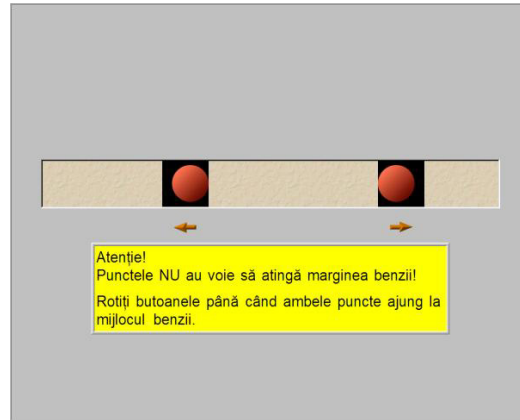 Atenție!
Punctele NU au voie să atingă marginea benzii!
Rotiți butoanele până când ambele puncte ajung la
mijlocul benzii.